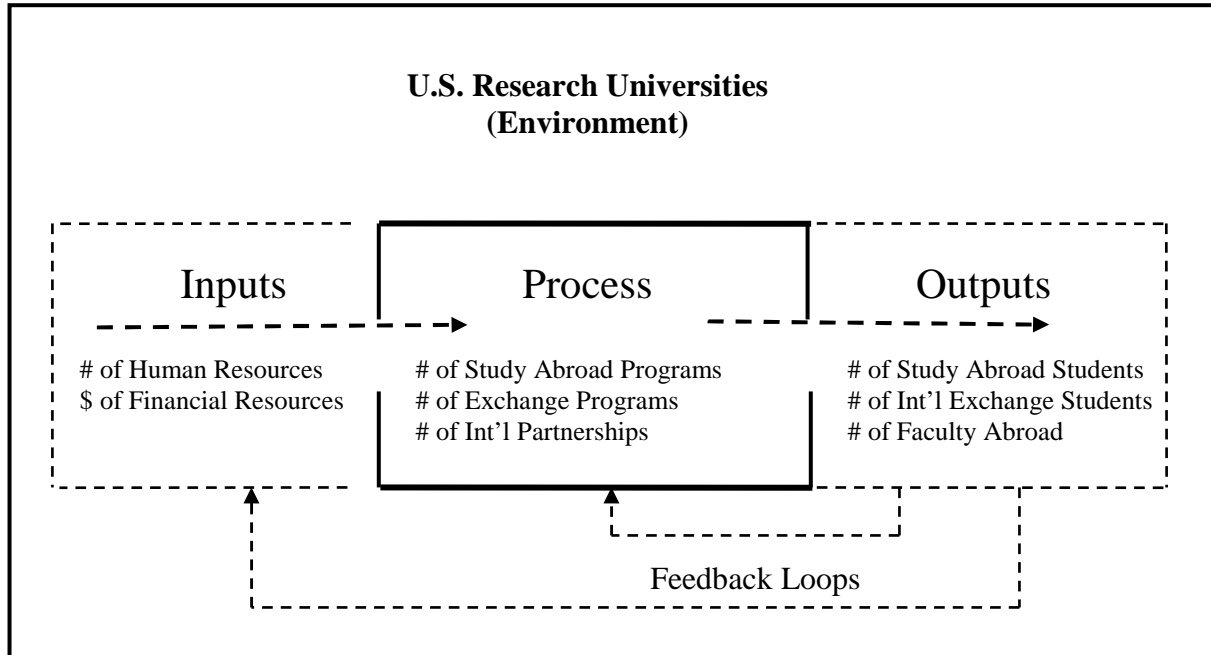 U.S. Research Universities
(Environment)
Inputs
# of Human Resources
$ of Financial Resources
Process
# of Study Abroad Programs
# of Exchange Programs
# of Int’l Partnerships
Outputs
# of Study Abroad Students
# of Int’l Exchange Students
# of Faculty Abroad
Feedback Loops